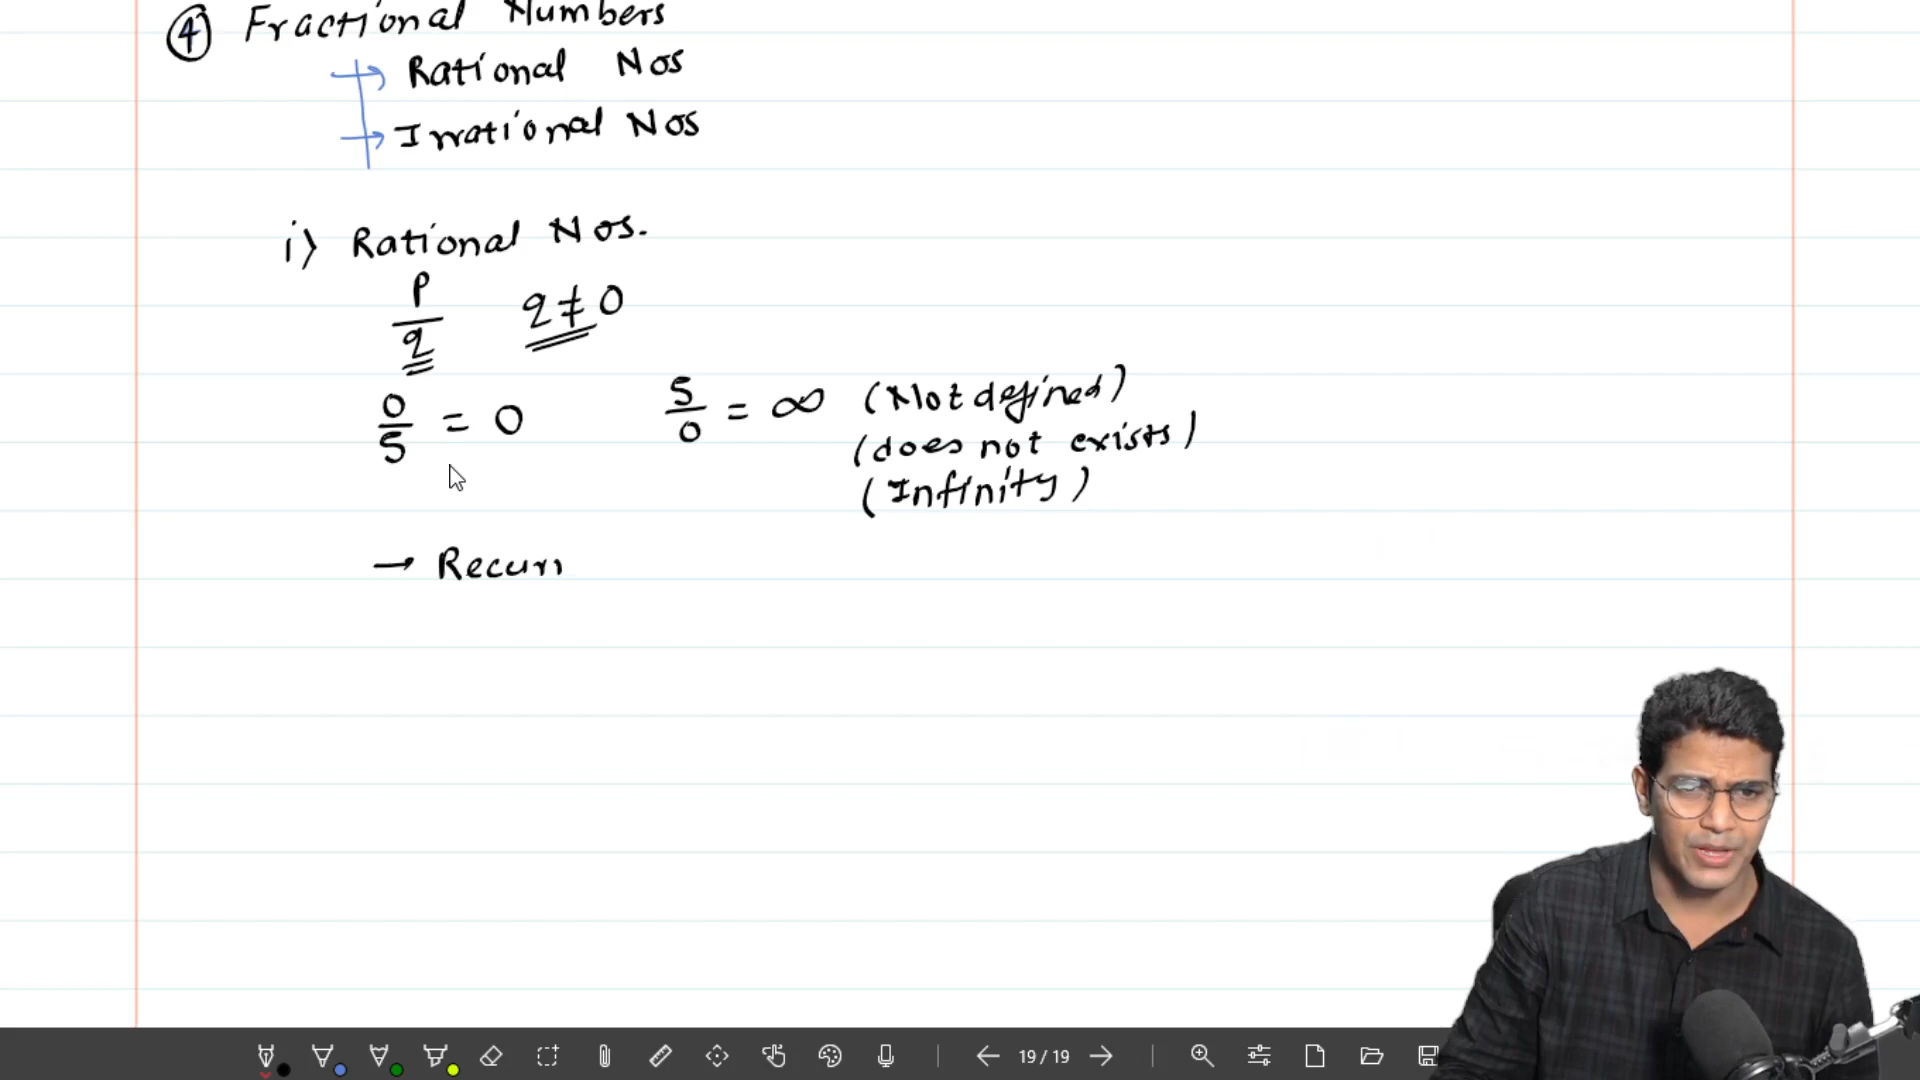 ④ Fractional Numbers
→ Rational Nos
→ Irrational Nos
i) Rational Nos.
p/q q≠0
0/5 = 0 5/0 = ∞ (Not defined)
(does not exists)
(Infinity)
→ Recurr
19 / 19